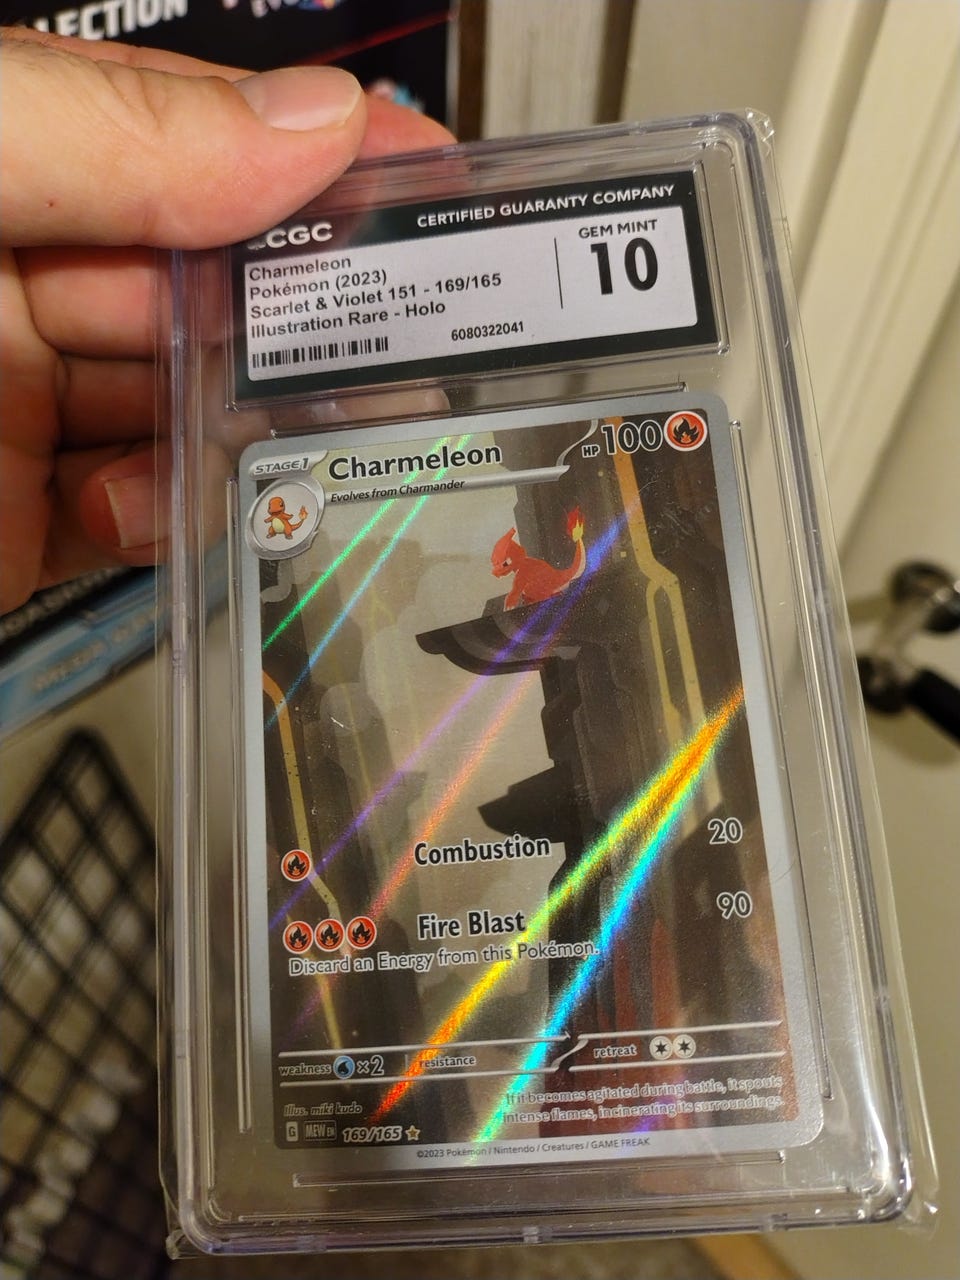 LECTION
CGC
CERTIFIED GUARANTY COMPANY
Charmeleon
Pokémon (2023)
Scarlet & Violet 151 - 169/165
Illustration Rare - Holo
6080322041
GEM MINT
10
STAGE 1
Charmeleon
HP 100
Evolves from Charmander
Combustion 20
Fire Blast 90
Discard an Energy from this Pokémon.
weakness ×2 resistance retreat
Illus. miki kudo
If it becomes agitated during battle, it spouts
intense flames, incinerating its surroundings.
G MEW EN 169/165
©2023 Pokémon / Nintendo / Creatures / GAME FREAK